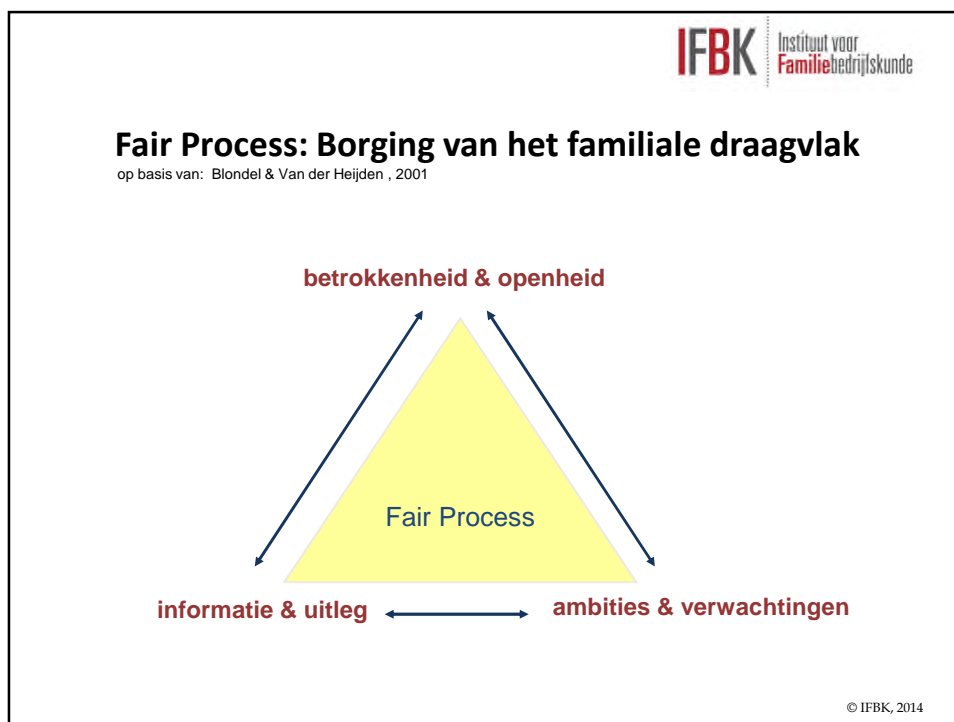 IFBK
Instituut voor
Familiebedrijfskunde
Fair Process: Borging van het familiale draagvlak
op basis van: Blondel & Van der Heijden , 2001
betrokkenheid & openheid
Fair Process
informatie & uitleg
ambities & verwachtingen
© IFBK, 2014